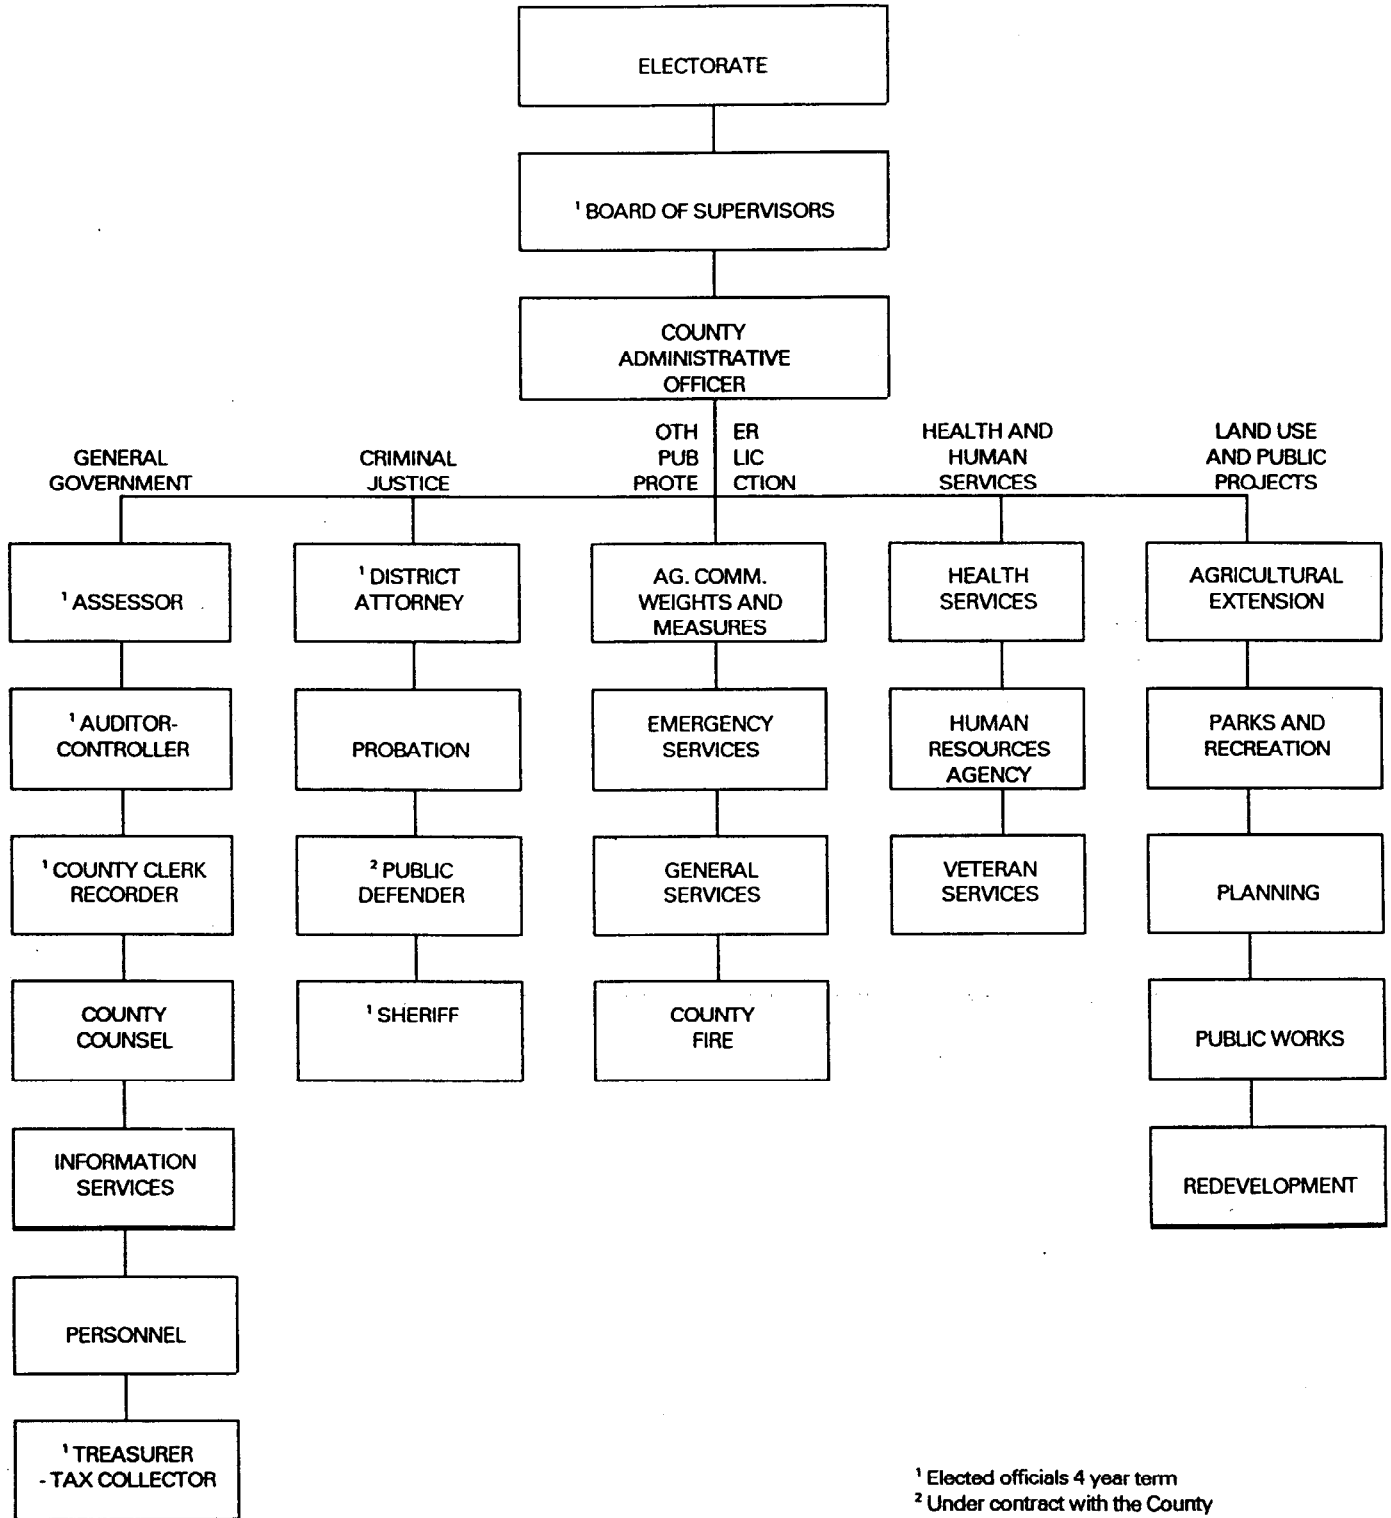 ELECTORATE
¹ BOARD OF SUPERVISORS
COUNTY
ADMINISTRATIVE
OFFICER
GENERAL
GOVERNMENT
CRIMINAL
JUSTICE
OTH ER
PUB LIC
PROTE CTION
HEALTH AND
HUMAN
SERVICES
LAND USE
AND PUBLIC
PROJECTS
¹ ASSESSOR
¹ AUDITOR-
CONTROLLER
¹ COUNTY CLERK
RECORDER
COUNTY
COUNSEL
INFORMATION
SERVICES
PERSONNEL
¹ TREASURER
- TAX COLLECTOR
¹ DISTRICT
ATTORNEY
PROBATION
² PUBLIC
DEFENDER
¹ SHERIFF
AG. COMM.
WEIGHTS AND
MEASURES
EMERGENCY
SERVICES
GENERAL
SERVICES
COUNTY
FIRE
HEALTH
SERVICES
HUMAN
RESOURCES
AGENCY
VETERAN
SERVICES
AGRICULTURAL
EXTENSION
PARKS AND
RECREATION
PLANNING
PUBLIC WORKS
REDEVELOPMENT
¹ Elected officials 4 year term
² Under contract with the County